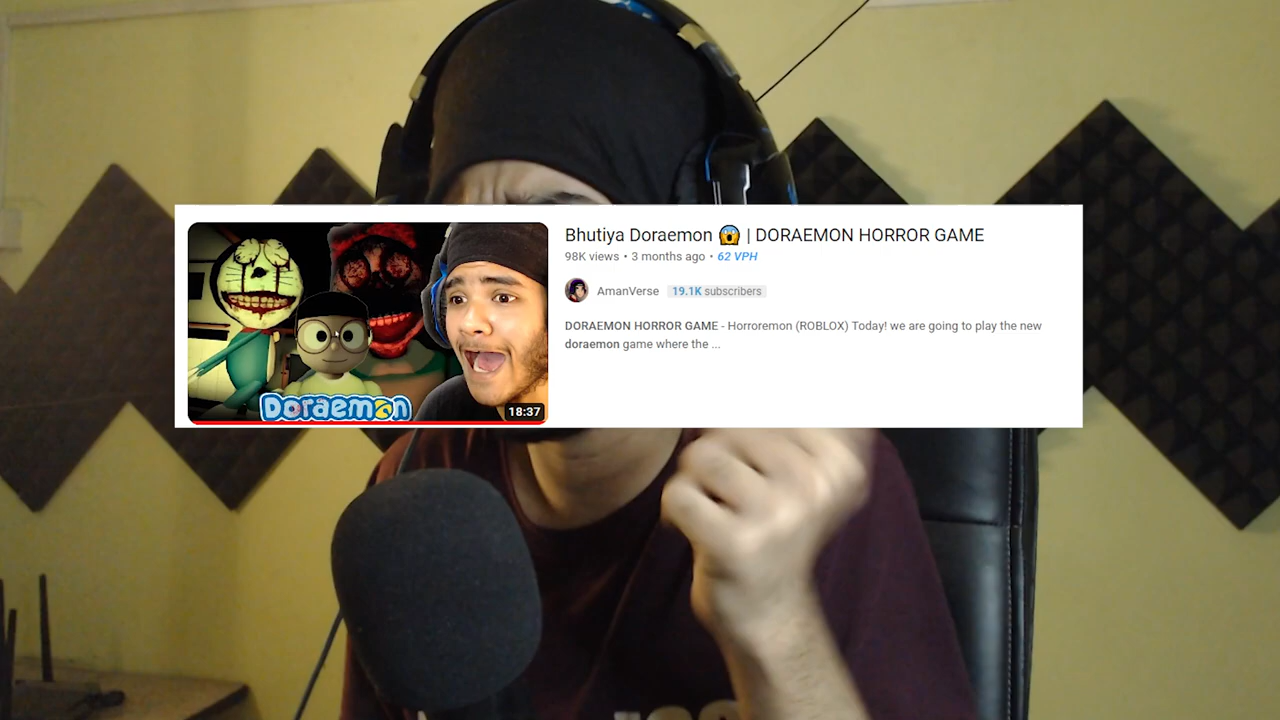 Bhutiya Doraemon 😱 | DORAEMON HORROR GAME
98K views • 3 months ago • 62 VPH
AmanVerse 19.1K subscribers
DORAEMON HORROR GAME - Horroremon (ROBLOX) Today! we are going to play the new
doraemon game where the ...
Doraemon
18:37